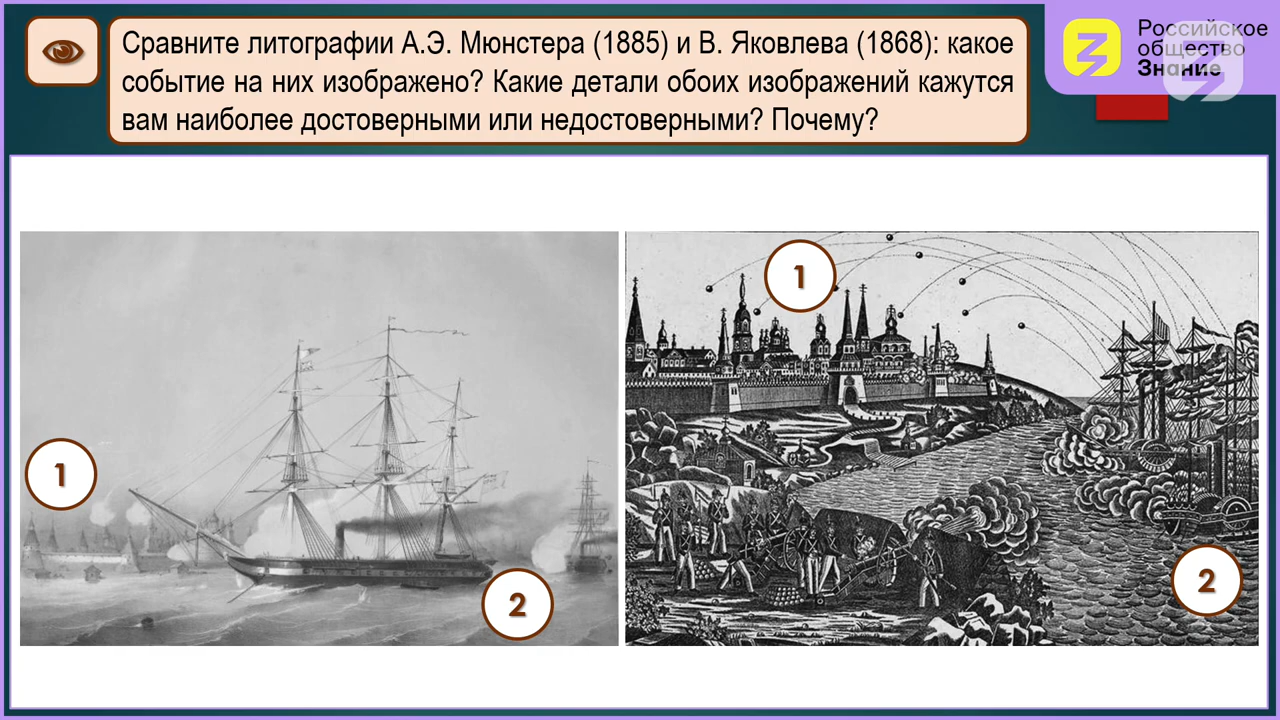 Сравните литографии А.Э. Мюнстера (1885) и В. Яковлева (1868): какое
событие на них изображено? Какие детали обоих изображений кажутся
вам наиболее достоверными или недостоверными? Почему?
Российское
общество
Знание
1
2
1
2